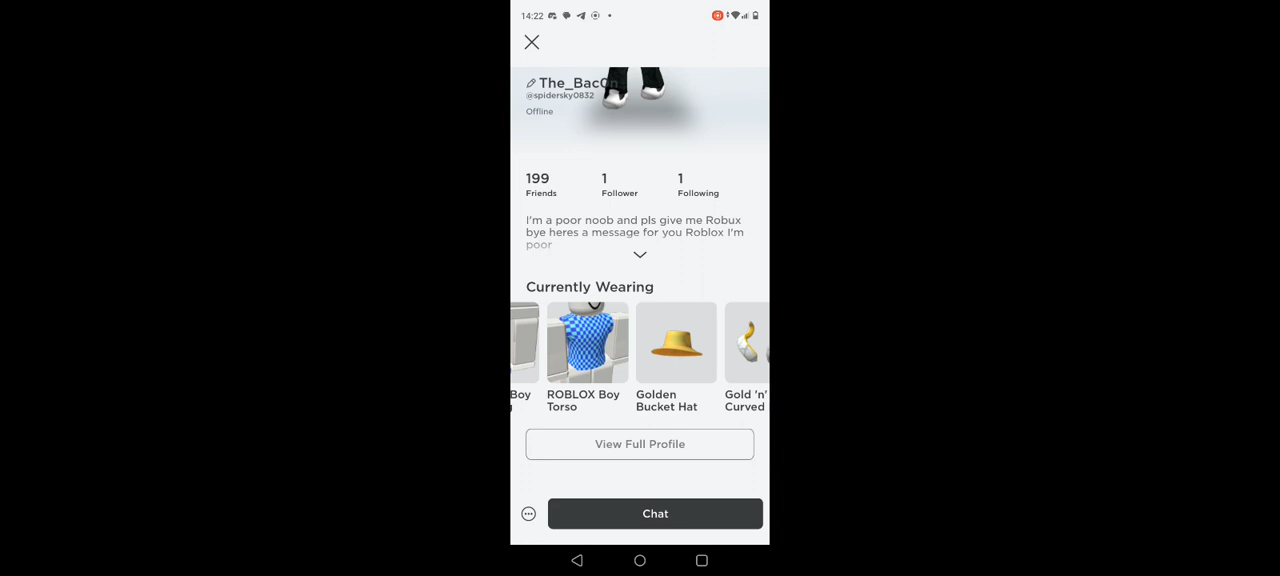 14:22
The_BacOn
@spidersky0832
Offline
199
Friends
1
Follower
1
Following
I'm a poor noob and pls give me Robux
bye heres a message for you Roblox I'm
poor
Currently Wearing
Boy
ROBLOX Boy
Torso
Golden
Bucket Hat
Gold 'n'
Curved
View Full Profile
Chat